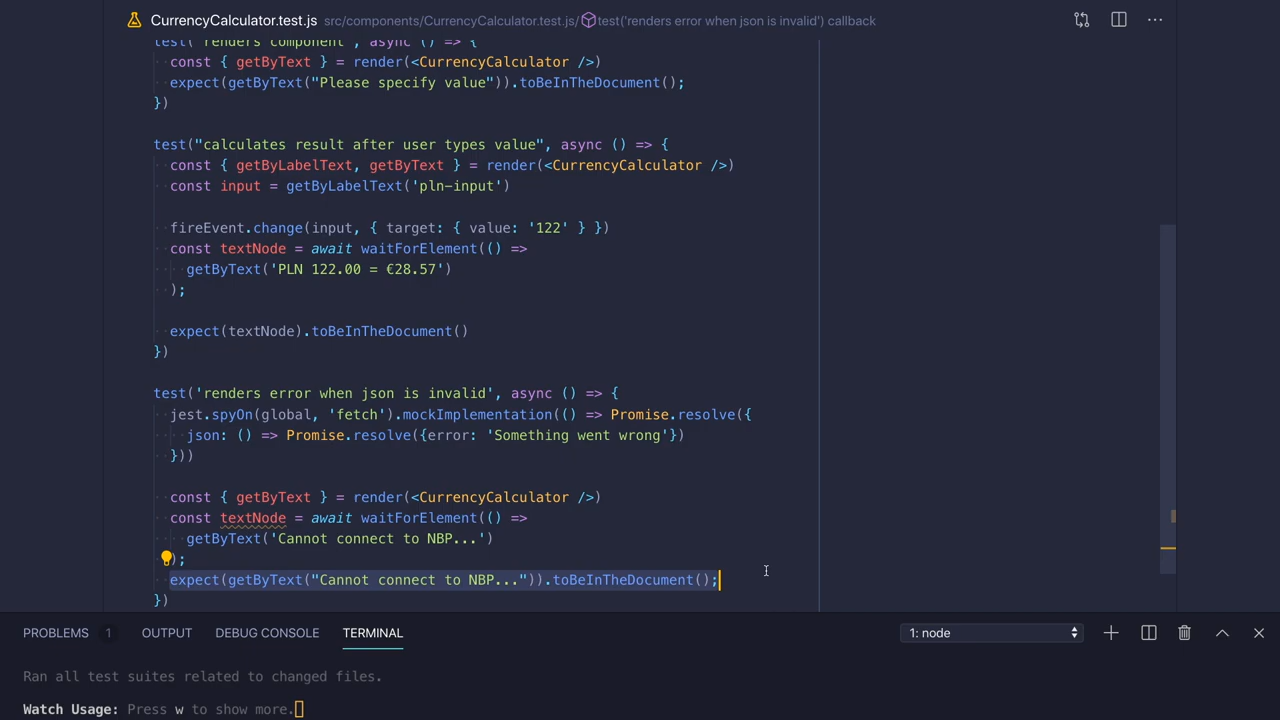 CurrencyCalculator.test.js src/components/CurrencyCalculator.test.js/ test('renders error when json is invalid') callback
test("renders component", async () => {
const { getByText } = render(<CurrencyCalculator />)
expect(getByText("Please specify value")).toBeInTheDocument();
})
test("calculates result after user types value", async () => {
const { getByLabelText, getByText } = render(<CurrencyCalculator />)
const input = getByLabelText('pln-input')
fireEvent.change(input, { target: { value: '122' } })
const textNode = await waitForElement(() =>
getByText('PLN 122.00 = €28.57')
);
expect(textNode).toBeInTheDocument()
})
test('renders error when json is invalid', async () => {
jest.spyOn(global, 'fetch').mockImplementation(() => Promise.resolve({
json: () => Promise.resolve({error: 'Something went wrong'})
}))
const { getByText } = render(<CurrencyCalculator />)
const textNode = await waitForElement(() =>
getByText('Cannot connect to NBP...')
);
expect(getByText("Cannot connect to NBP...")).toBeInTheDocument();
})
PROBLEMS 1 OUTPUT DEBUG CONSOLE TERMINAL 1: node
Ran all test suites related to changed files.
Watch Usage: Press w to show more.